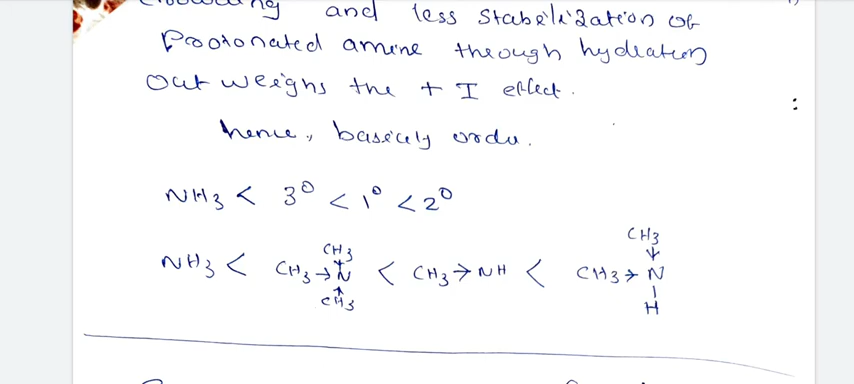 and less stabelization of
Protonated amine through hydration
Out weighs the + I effect.
hence, basicity order.
NH3 < 3° < 1° < 2°
NH3 < CH3→N(←CH3)(←CH3) < CH3→NH < CH3→N(←CH3)-H